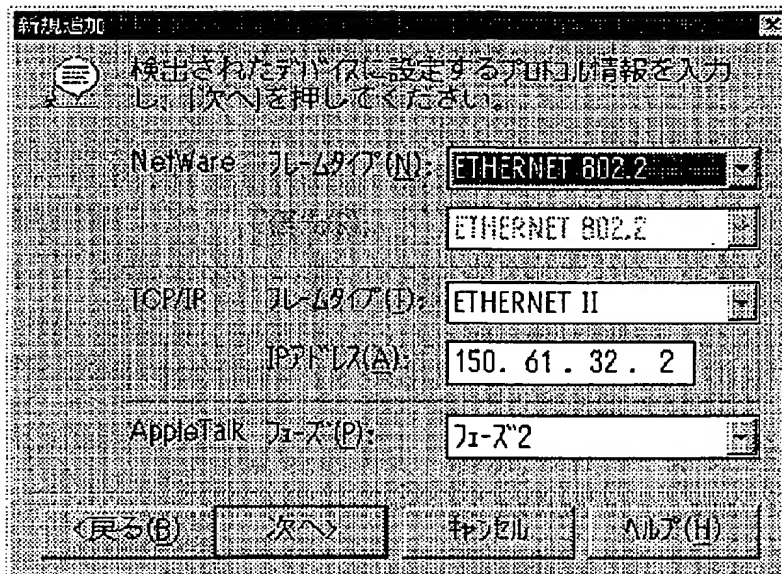 新規追加
検出されたデバイスに設定するプロトコル情報を入力
し、[次へ]を押してください。
NetWare フレームタイプ(N): ETHERNET 802.2
ETHERNET 802.2
TCP/IP フレームタイプ(T): ETHERNET II
IPアドレス(A): 150. 61 . 32 . 2
AppleTalk フェーズ(P): フェーズ2
<戻る(B) 次へ> キャンセル ヘルプ(H)